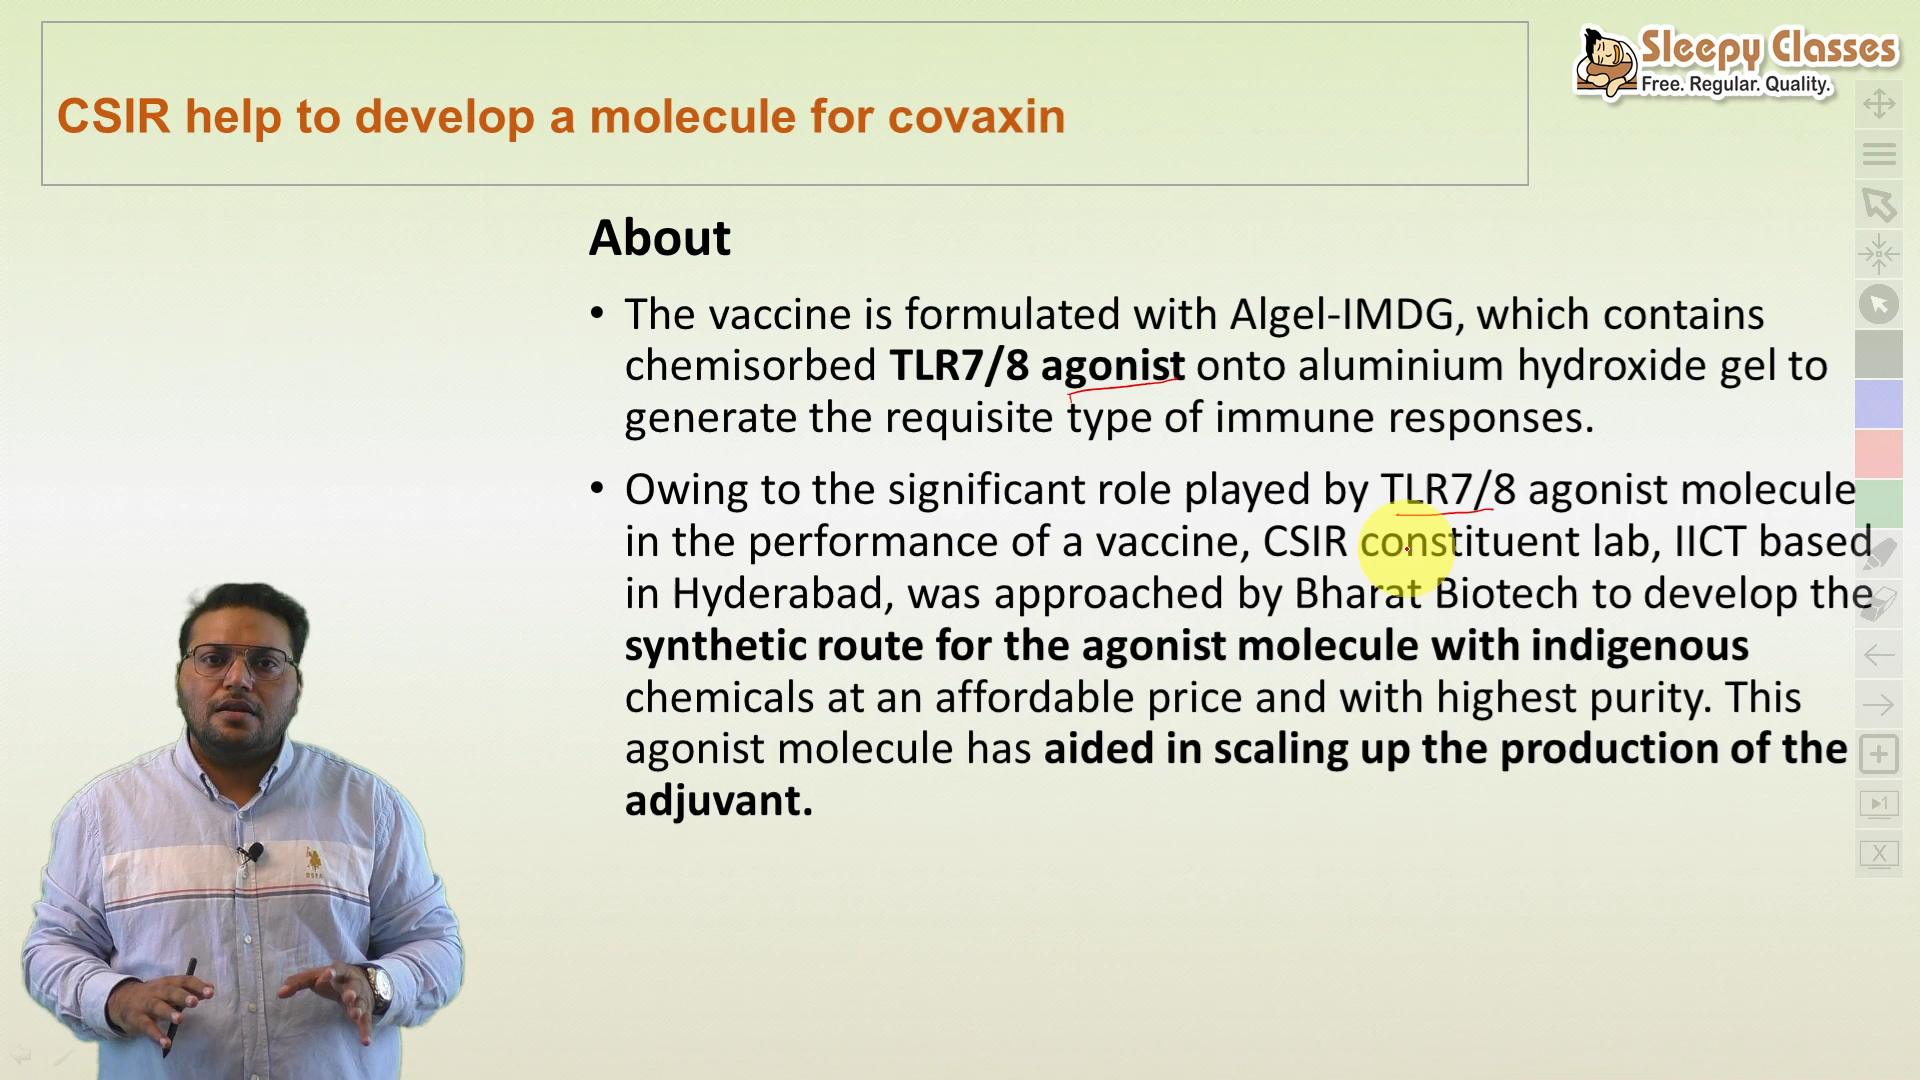 Sleepy Classes
Free. Regular. Quality.
CSIR help to develop a molecule for covaxin
About
• The vaccine is formulated with Algel-IMDG, which contains
chemisorbed TLR7/8 agonist onto aluminium hydroxide gel to
generate the requisite type of immune responses.
• Owing to the significant role played by TLR7/8 agonist molecule
in the performance of a vaccine, CSIR constituent lab, IICT based
in Hyderabad, was approached by Bharat Biotech to develop the
synthetic route for the agonist molecule with indigenous
chemicals at an affordable price and with highest purity. This
agonist molecule has aided in scaling up the production of the
adjuvant.